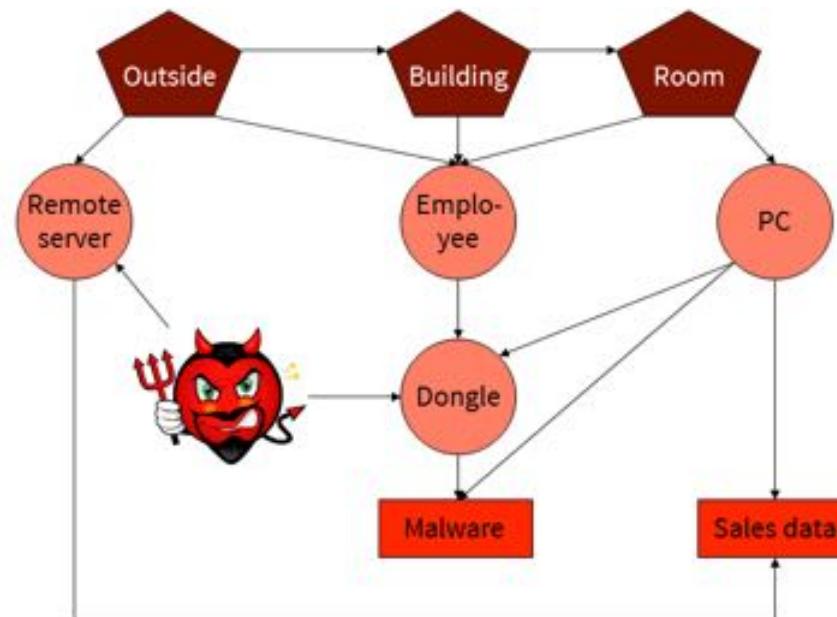 Outside
Building
Room
Remote
server
Emplo-
yee
PC
Dongle
Malware
Sales data